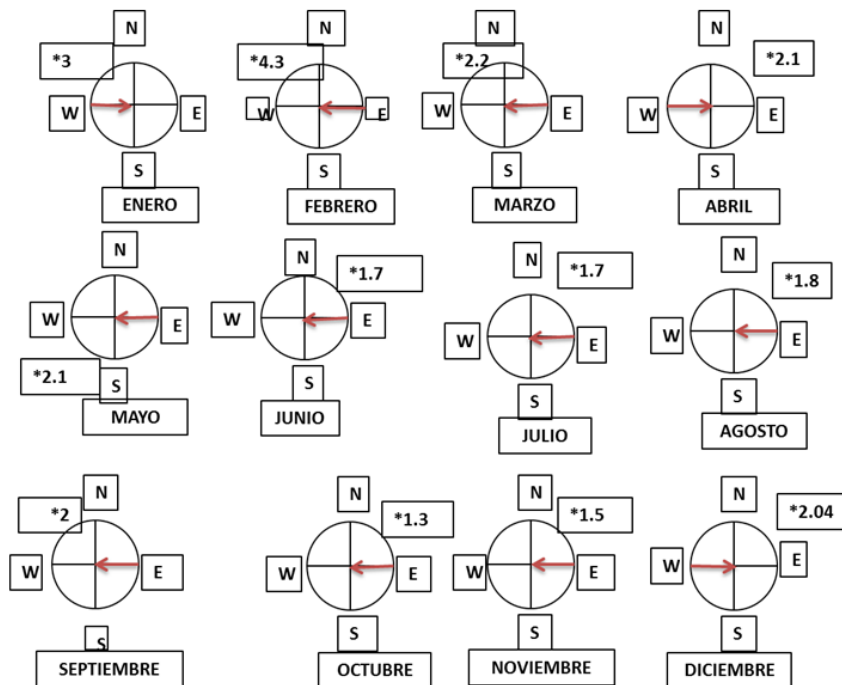 N
*3
W
E
S
ENERO
N
*4.3
W
E
S
FEBRERO
N
*2.2
W
E
S
MARZO
N
*2.1
W
E
S
ABRIL
N
W
E
*2.1
S
MAYO
N
*1.7
W
E
S
JUNIO
N
*1.7
W
E
S
JULIO
N
*1.8
W
E
S
AGOSTO
N
*2
W
E
S
SEPTIEMBRE
N
*1.3
W
E
S
OCTUBRE
N
*1.5
W
E
S
NOVIEMBRE
N
*2.04
W
E
S
DICIEMBRE